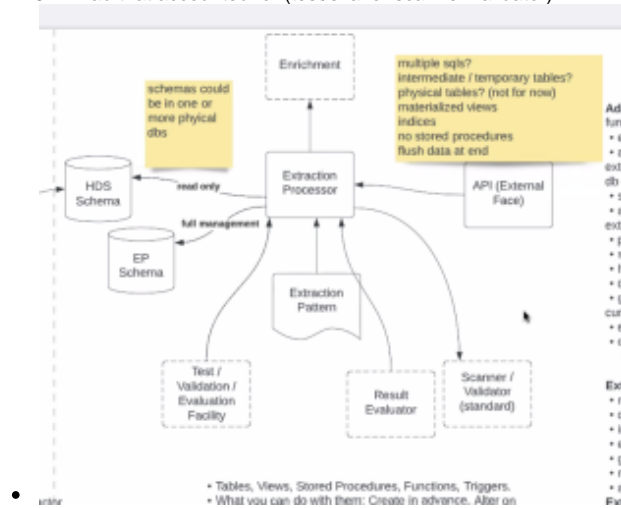 Enrichment
schemas could
be in one or
more phyical
dbs
multiple sqls?
intermediate / temporary tables?
physical tables? (not for now)
materialized views
indices
no stored procedures
flush data at end
HDS
Schema
read only
Extraction
Processor
API (External
Face)
full management
EP
Schema
Extraction
Pattern
Test /
Validation /
Evaluation
Facility
Result
Evaluator
Scanner /
Validator
(standard)
• Tables, Views, Stored Procedures, Functions, Triggers.
• What you can do with them: Create in advance, Alter on